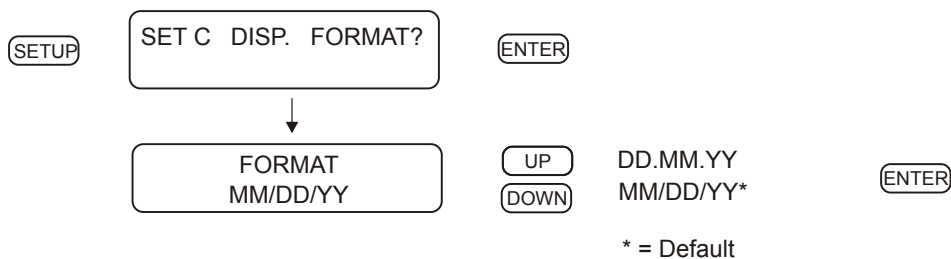 SETUP
SET C DISP. FORMAT?
ENTER
FORMAT
MM/DD/YY
UP
DOWN
DD.MM.YY
MM/DD/YY*
ENTER
* = Default